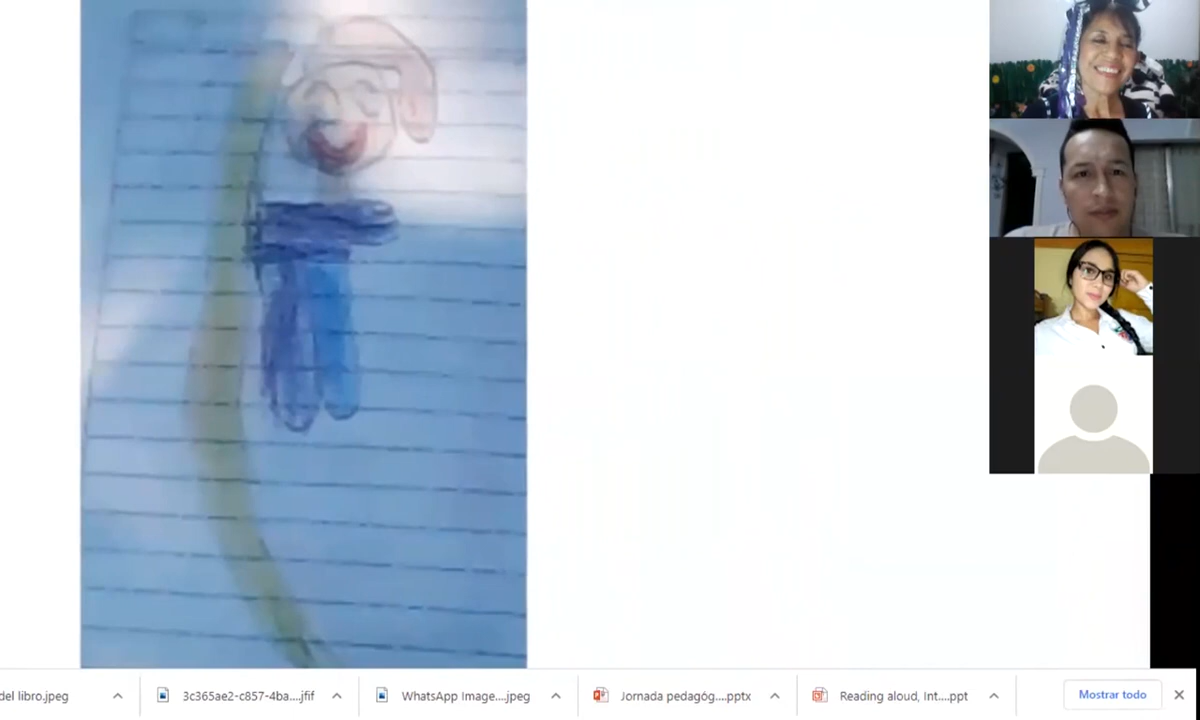 del libro.jpeg
3c365ae2-c857-4ba....jfif
WhatsApp Image....jpeg
Jornada pedagóg....pptx
Reading aloud, Int....ppt
Mostrar todo